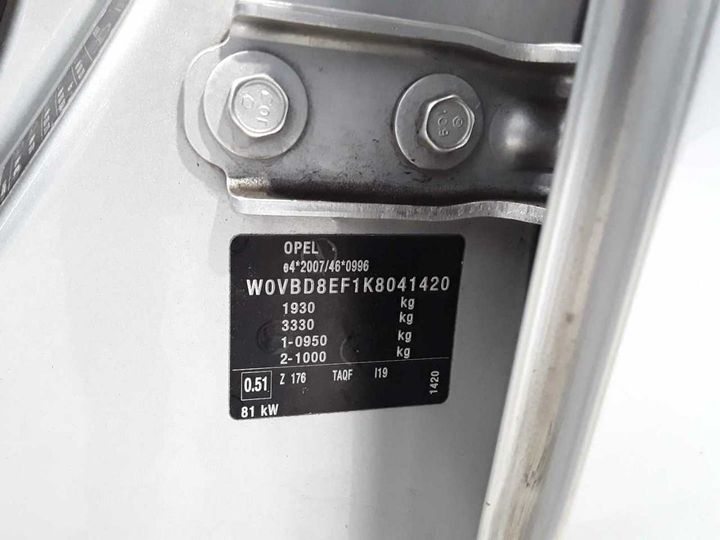 OPEL
e4*2007/46*0996
W0VBD8EF1K8041420
1930 kg
3330 kg
1-0950 kg
2-1000 kg
0.51 Z 176 TAQF I19
81 kW
1420